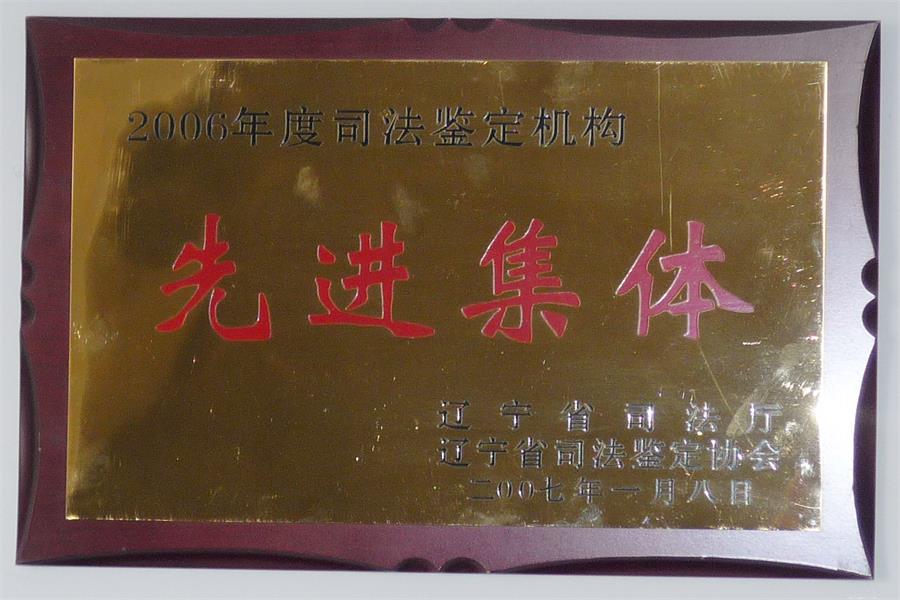 2006年度司法鉴定机构
先进集体
辽宁省司法厅
辽宁省司法鉴定协会
二00七年一月八日